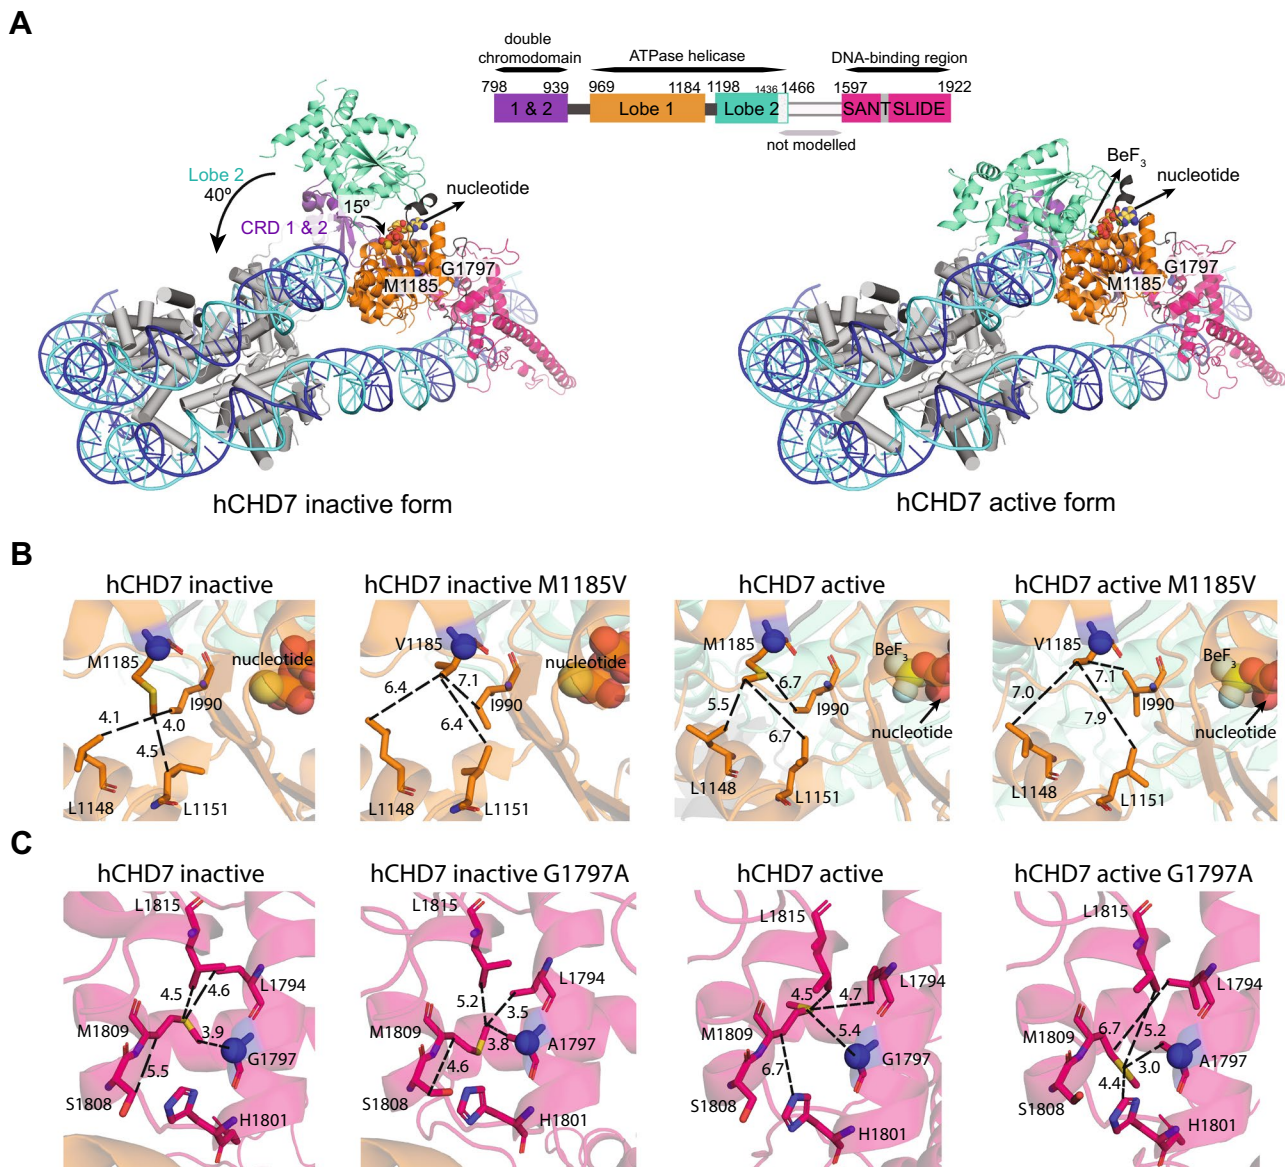 A
double
chromodomain
ATPase helicase
DNA-binding region
798
939
969
1184
1198
1436
1466
1597
1922
1 & 2
Lobe 1
Lobe 2
SANT SLIDE
not modelled
Lobe 2
40º
15º
nucleotide
CRD 1 & 2
G1797
M1185
hCHD7 inactive form
BeF3
nucleotide
G1797
M1185
hCHD7 active form
B
hCHD7 inactive
M1185
nucleotide
I990
4.1
4.0
4.5
L1148
L1151
hCHD7 inactive M1185V
V1185
nucleotide
6.4
7.1
I990
6.4
L1148
L1151
hCHD7 active
M1185
BeF3
6.7
5.5
I990
6.7
nucleotide
L1148
L1151
hCHD7 active M1185V
V1185
BeF3
7.0
7.1
I990
7.9
nucleotide
L1148
L1151
C
hCHD7 inactive
L1815
L1794
4.5
4.6
M1809
3.9
G1797
5.5
S1808
H1801
hCHD7 inactive G1797A
L1815
L1794
5.2
3.5
M1809
3.8
A1797
4.6
S1808
H1801
hCHD7 active
L1815
L1794
4.5
4.7
M1809
5.4
G1797
6.7
S1808
H1801
hCHD7 active G1797A
L1815
L1794
M1809
6.7
5.2
A1797
3.0
4.4
S1808
H1801